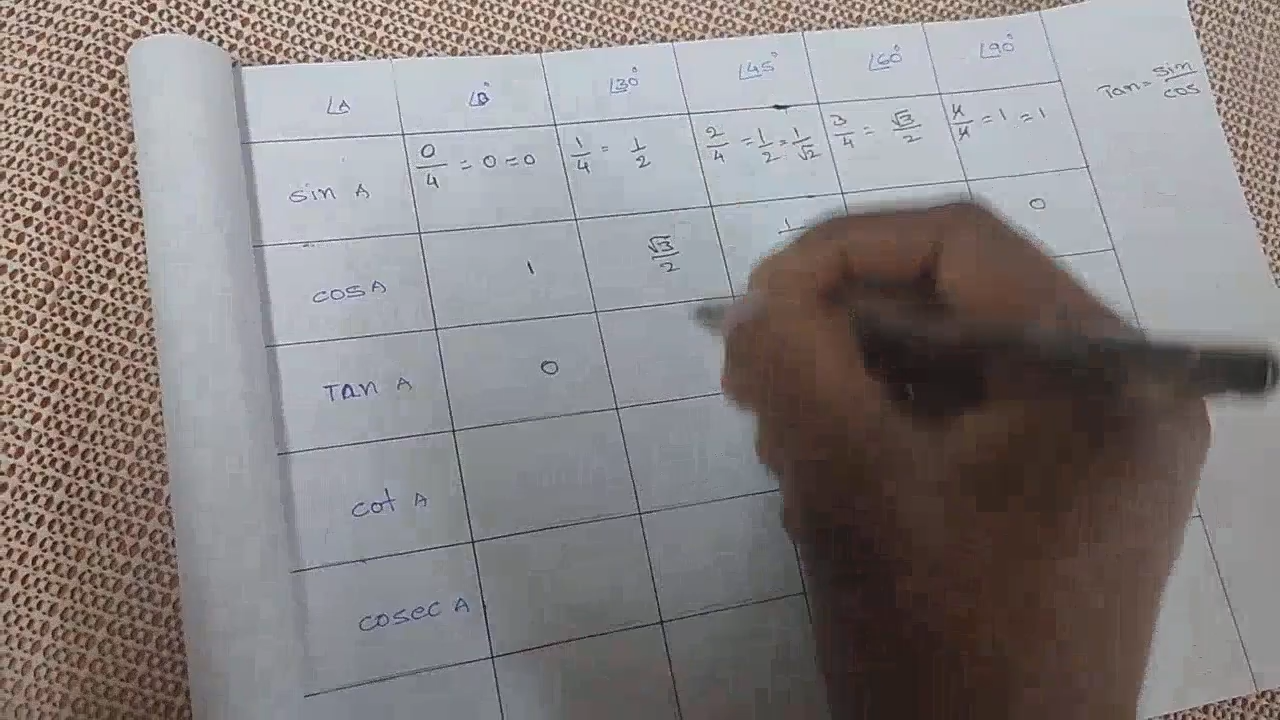 ∠A ∠0° ∠30° ∠45° ∠60° ∠90°
Tan = sin/cos
sin A 0/4 = 0 = 0 1/4 = 1/2 2/4 = 1/2 = 1/√2 3/4 = √3/2 4/4 = 1 = 1
cos A 1 √3/2 0
Tan A 0
cot A
cosec A